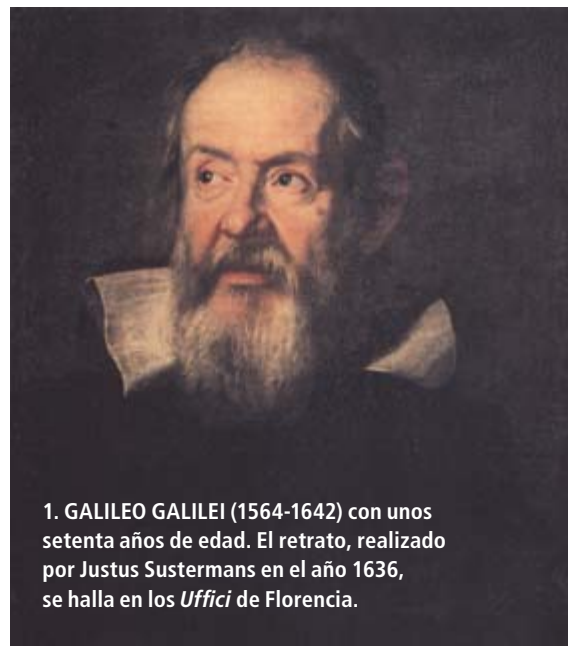 1. GALILEO GALILEI (1564-1642) con unos
setenta años de edad. El retrato, realizado
por Justus Sustermans en el año 1636,
se halla en los Uffici de Florencia.